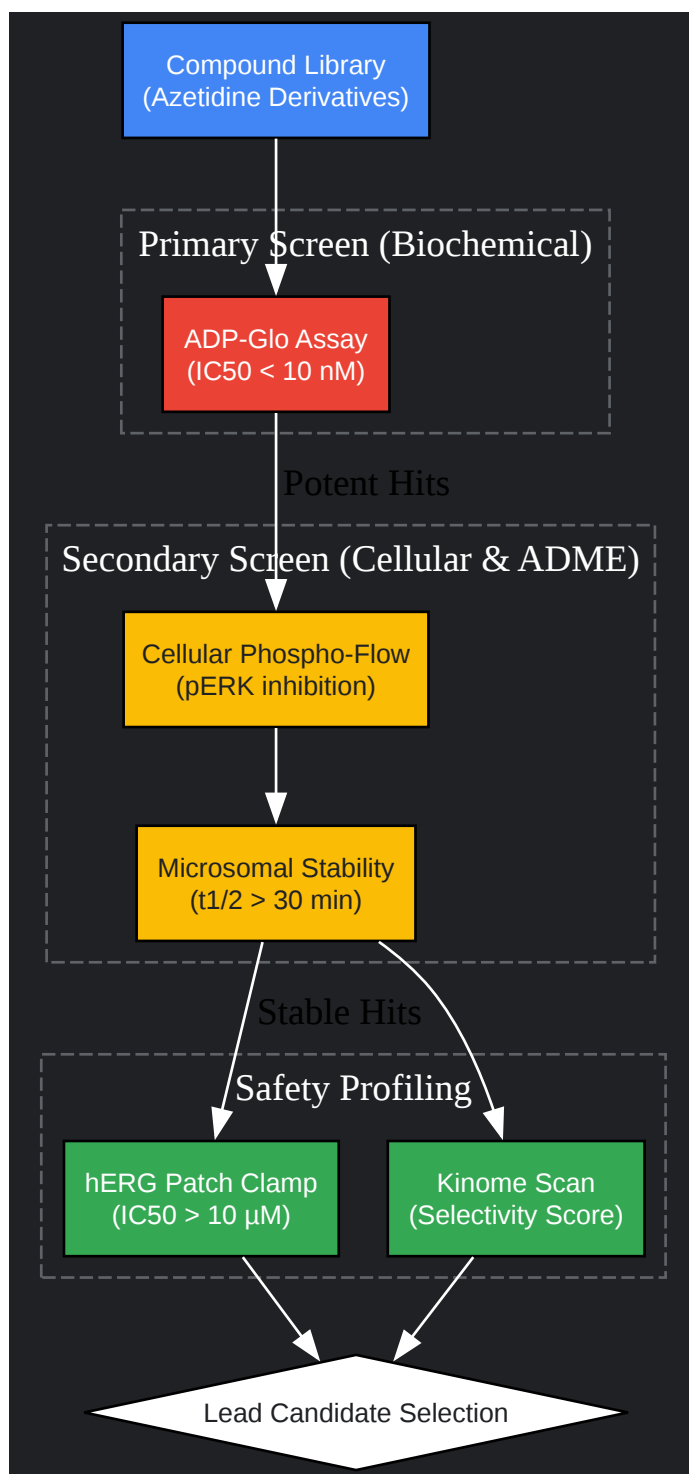 Compound Library
(Azetidine Derivatives)
Primary Screen (Biochemical)
ADP-Glo Assay
(IC50 < 10 nM)
Potent Hits
Secondary Screen (Cellular & ADME)
Cellular Phospho-Flow
(pERK inhibition)
Microsomal Stability
(t1/2 > 30 min)
Stable Hits
Safety Profiling
hERG Patch Clamp
(IC50 > 10 µM)
Kinome Scan
(Selectivity Score)
Lead Candidate Selection